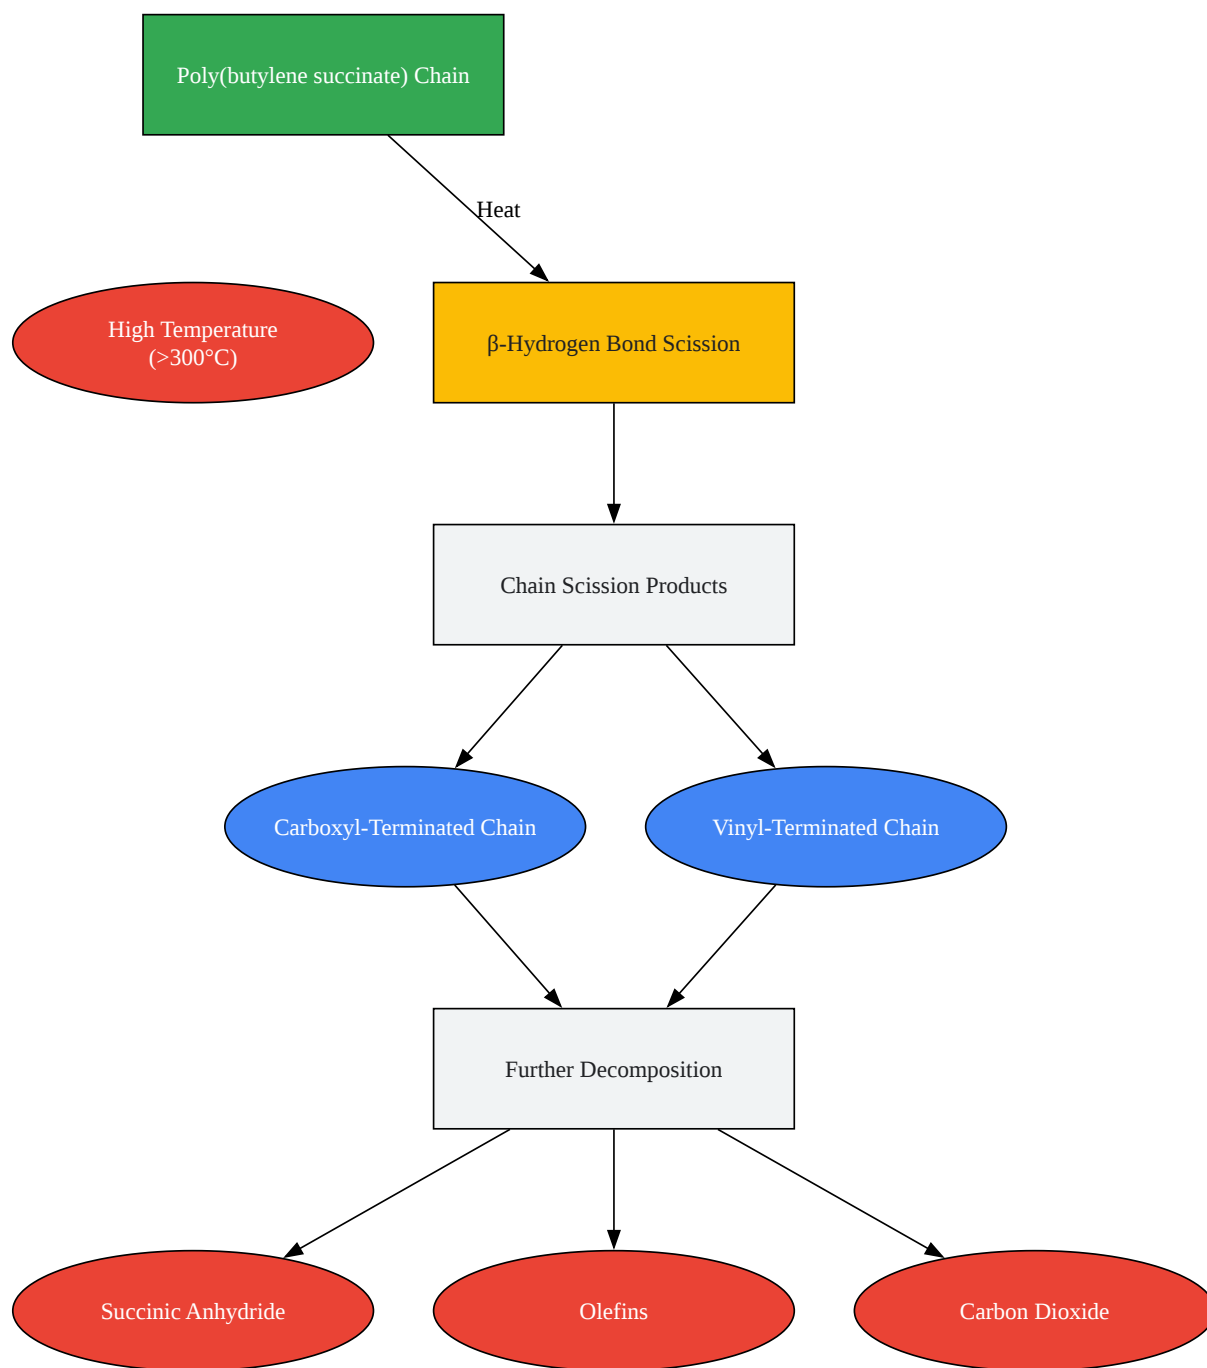 Poly(butylene succinate) Chain
Heat
High Temperature
(>300°C)
β-Hydrogen Bond Scission
Chain Scission Products
Carboxyl-Terminated Chain
Vinyl-Terminated Chain
Further Decomposition
Succinic Anhydride
Olefins
Carbon Dioxide